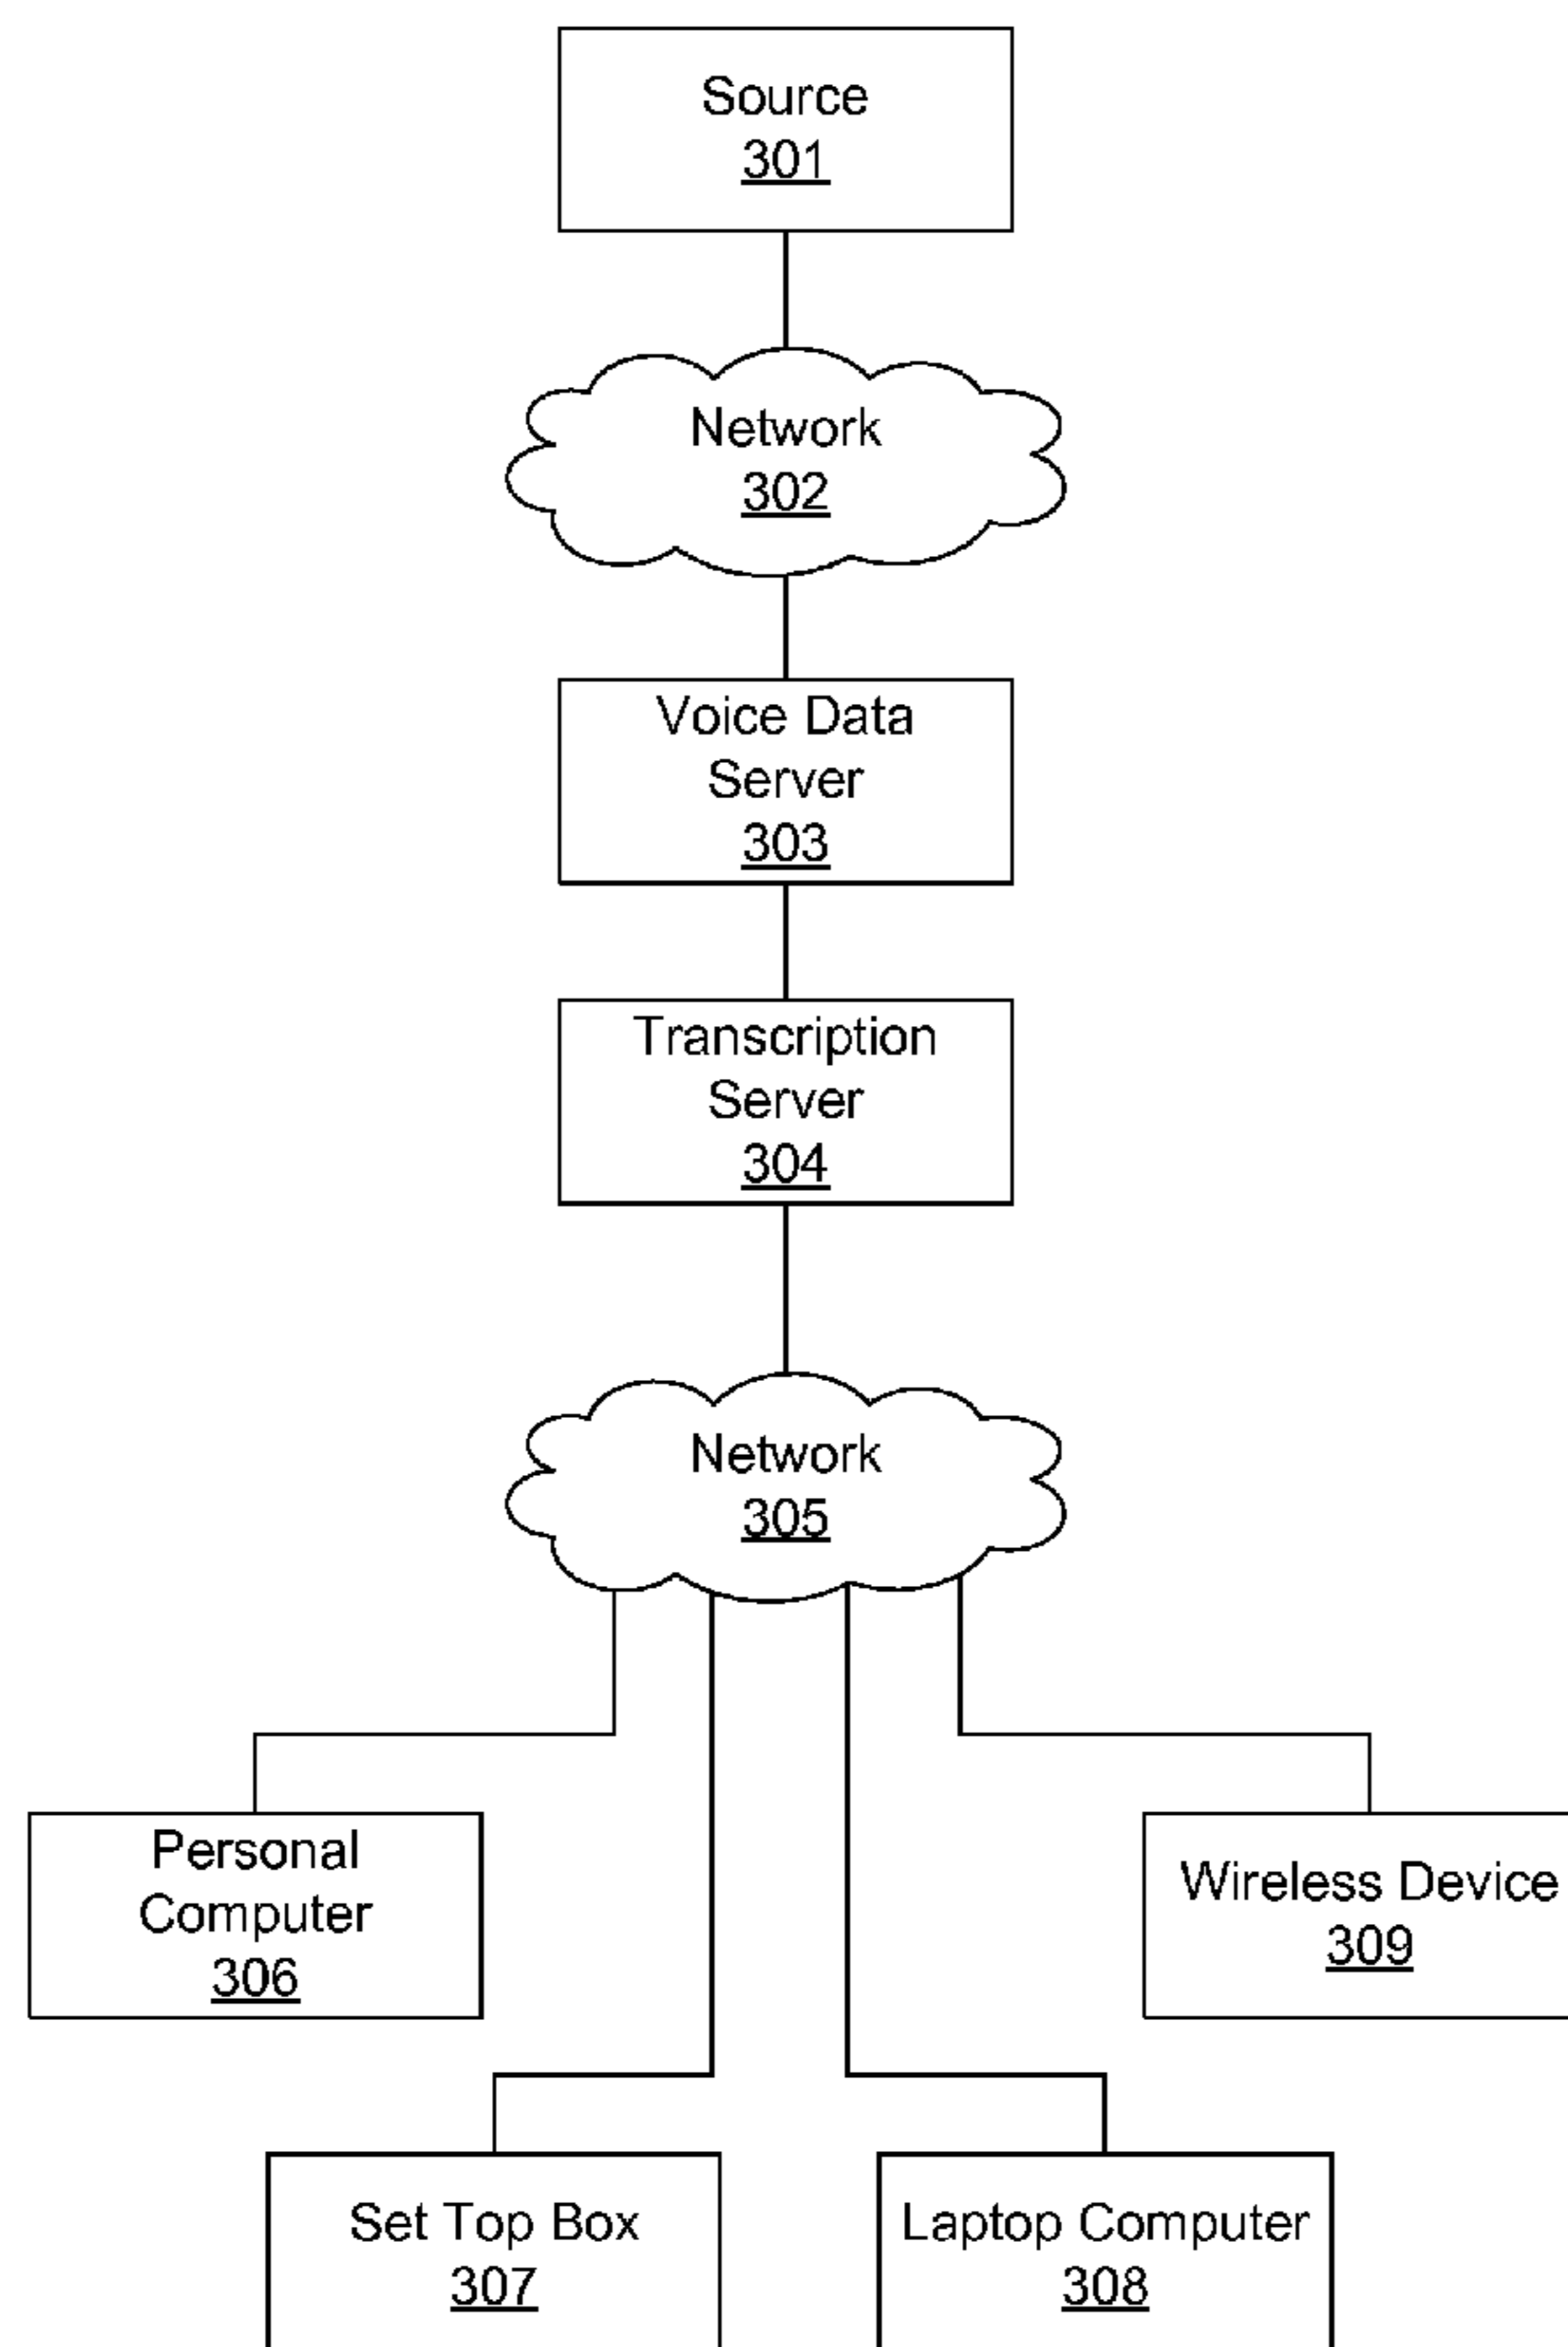 Source
301
Network
302
Voice Data
Server
303
Transcription
Server
304
Network
305
Personal
Computer
306
Wireless Device
309
Set Top Box
307
Laptop Computer
308